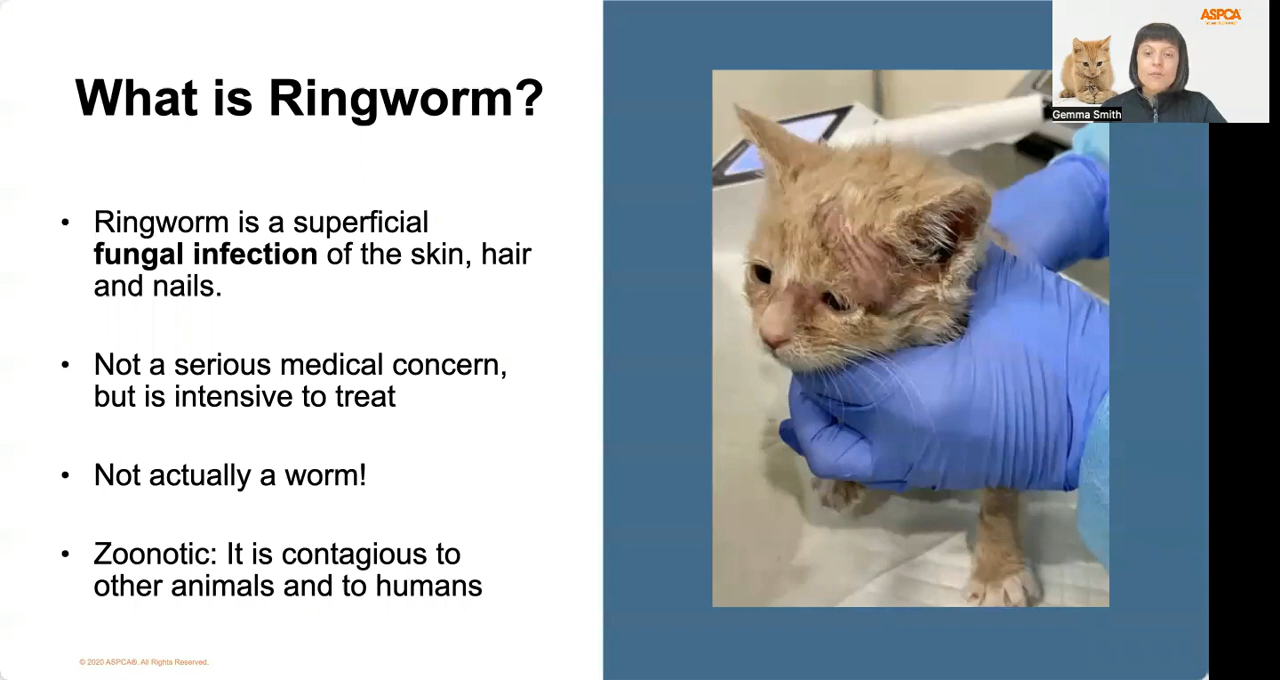 What is Ringworm?
• Ringworm is a superficial
fungal infection of the skin, hair
and nails.
• Not a serious medical concern,
but is intensive to treat
• Not actually a worm!
• Zoonotic: It is contagious to
other animals and to humans
© 2020 ASPCA®. All Rights Reserved.
ASPCA
Gemma Smith